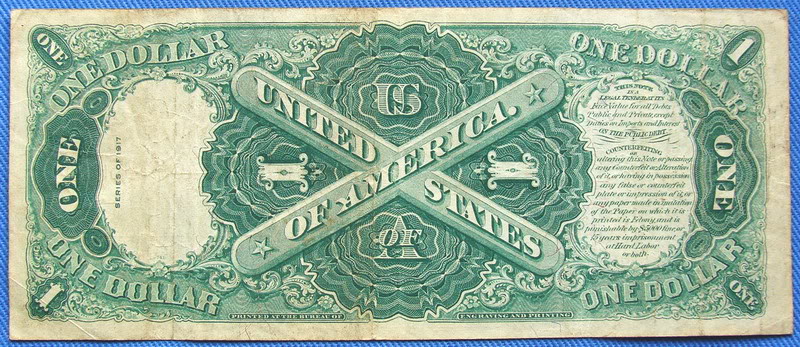 ONE
ONE DOLLAR
ONE DOLLAR
1
US
UNITED
STATES
OF AMERICA.
1
1
OF
A
ONE
SERIES OF 1917
THIS NOTE
IS A
LEGAL TENDER AT ITS
Face Value for all Debts
Public and Private, except
Duties on Imports and Interest
ON THE PUBLIC DEBT.
COUNTERFEITING
or
altering this Note or passing
any Counterfeit or Alteration
of it, or having in possession
any false or counterfeit
plate or impression of it, or
any paper made in imitation
of the Paper on which it is
printed is Felony, and is
punishable by $5000 fine, or
15 years imprisonment
at Hard Labor
or both.
ONE
ONE DOLLAR
1
ONE DOLLAR
ONE
PRINTED AT THE BUREAU OF
ENGRAVING AND PRINTING